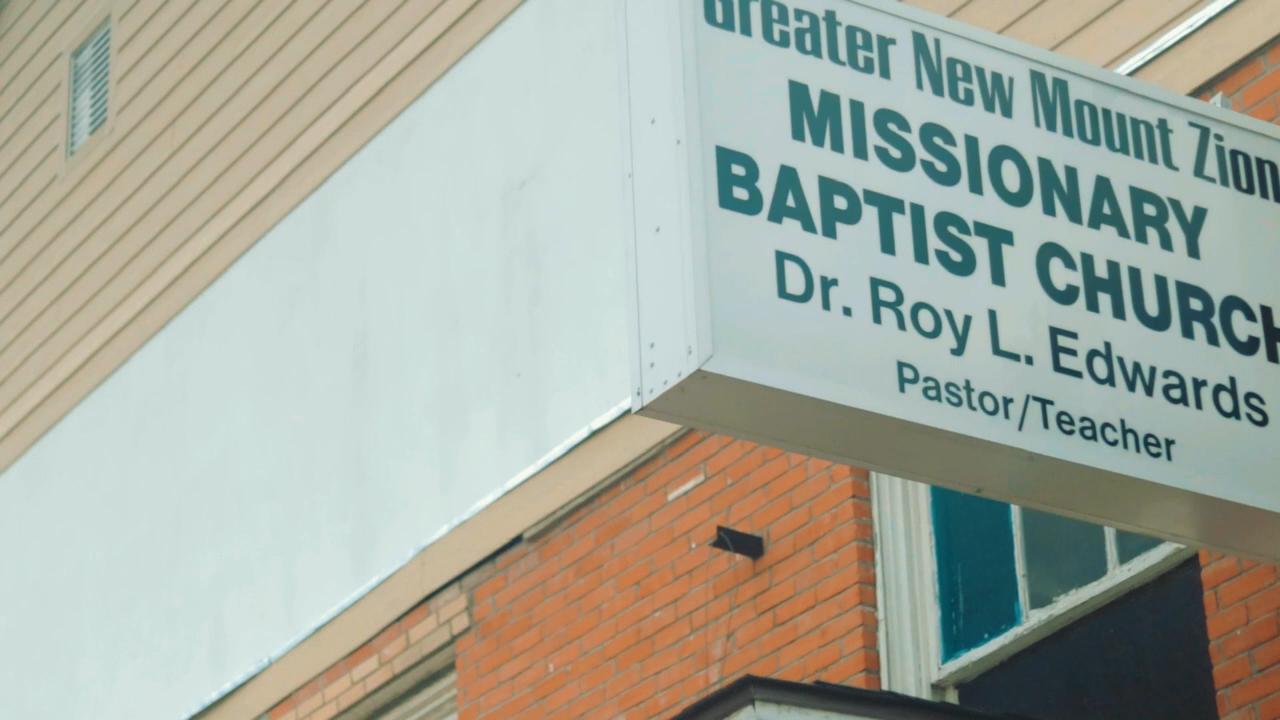 Greater New Mount Zion
MISSIONARY
BAPTIST CHURCH
Dr. Roy L. Edwards
Pastor/Teacher